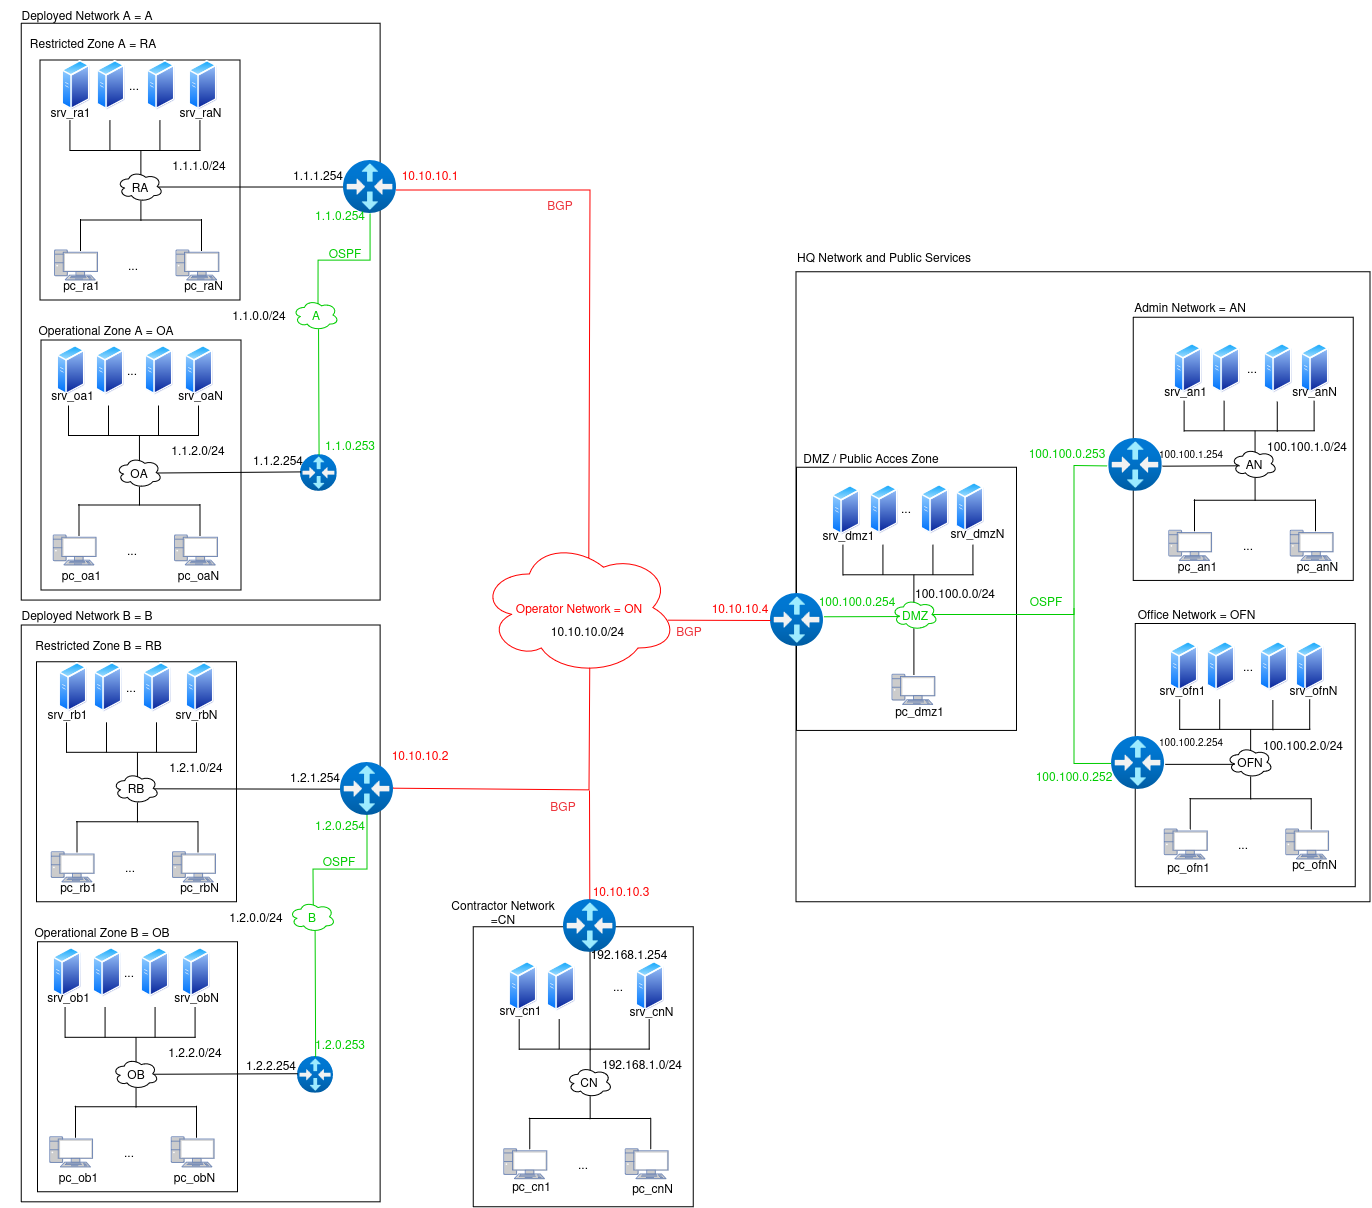 Deployed Network A = A
Restricted Zone A = RA
...
srv_ra1
srv_raN
1.1.1.0/24
RA
1.1.1.254
10.10.10.1
BGP
1.1.0.254
OSPF
...
pc_ra1
pc_raN
1.1.0.0/24
A
Operational Zone A = OA
...
srv_oa1
srv_oaN
1.1.2.0/24
OA
1.1.2.254
1.1.0.253
...
pc_oa1
pc_oaN
Deployed Network B = B
Restricted Zone B = RB
...
srv_rb1
srv_rbN
1.2.1.0/24
RB
1.2.1.254
10.10.10.2
BGP
1.2.0.254
OSPF
...
pc_rb1
pc_rbN
1.2.0.0/24
B
Operational Zone B = OB
...
srv_ob1
srv_obN
1.2.2.0/24
OB
1.2.2.254
1.2.0.253
...
pc_ob1
pc_obN
Operator Network = ON
10.10.10.0/24
BGP
10.10.10.4
10.10.10.3
Contractor Network
=CN
192.168.1.254
...
srv_cn1
srv_cnN
192.168.1.0/24
CN
...
pc_cn1
pc_cnN
HQ Network and Public Services
DMZ / Public Acces Zone
...
srv_dmz1
srv_dmzN
100.100.0.0/24
100.100.0.254
DMZ
OSPF
pc_dmz1
Admin Network = AN
...
srv_an1
srv_anN
100.100.1.0/24
100.100.0.253
100.100.1.254
AN
...
pc_an1
pc_anN
Office Network = OFN
...
srv_ofn1
srv_ofnN
100.100.2.254
100.100.2.0/24
OFN
100.100.0.252
...
pc_ofn1
pc_ofnN